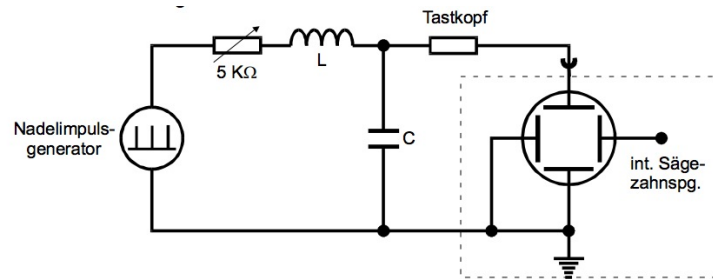 Tastkopf
5 KΩ
L
Nadelimpuls-
generator
C
int. Säge-
zahnspg.